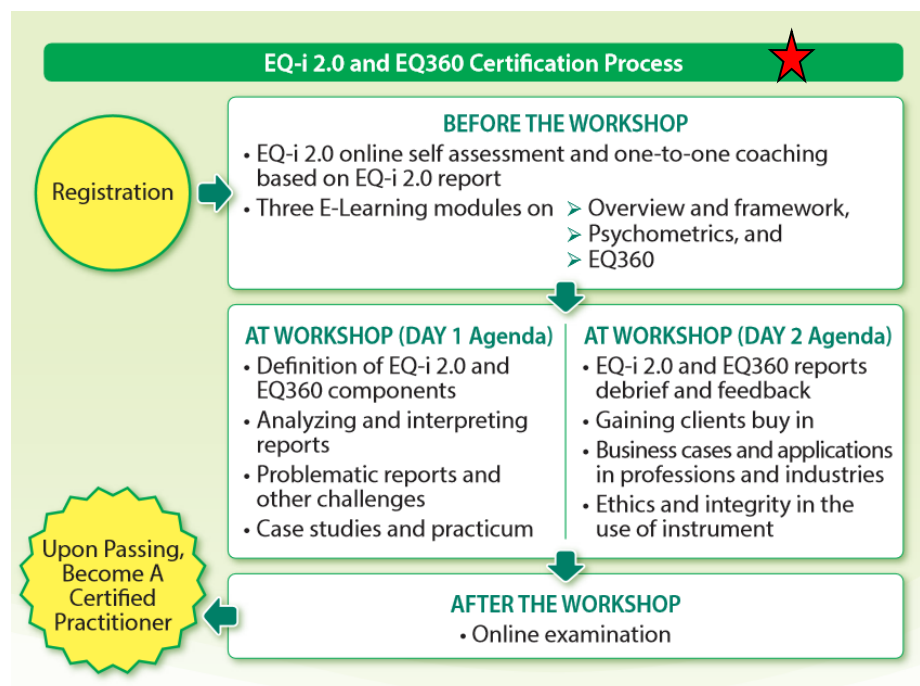 EQ-i 2.0 and EQ360 Certification Process
Registration
BEFORE THE WORKSHOP
• EQ-i 2.0 online self assessment and one-to-one coaching
based on EQ-i 2.0 report
• Three E-Learning modules on ➢ Overview and framework,
➢ Psychometrics, and
➢ EQ360
AT WORKSHOP (DAY 1 Agenda)
• Definition of EQ-i 2.0 and
EQ360 components
• Analyzing and interpreting
reports
• Problematic reports and
other challenges
• Case studies and practicum
AT WORKSHOP (DAY 2 Agenda)
• EQ-i 2.0 and EQ360 reports
debrief and feedback
• Gaining clients buy in
• Business cases and applications
in professions and industries
• Ethics and integrity in the
use of instrument
AFTER THE WORKSHOP
• Online examination
Upon Passing,
Become A
Certified
Practitioner